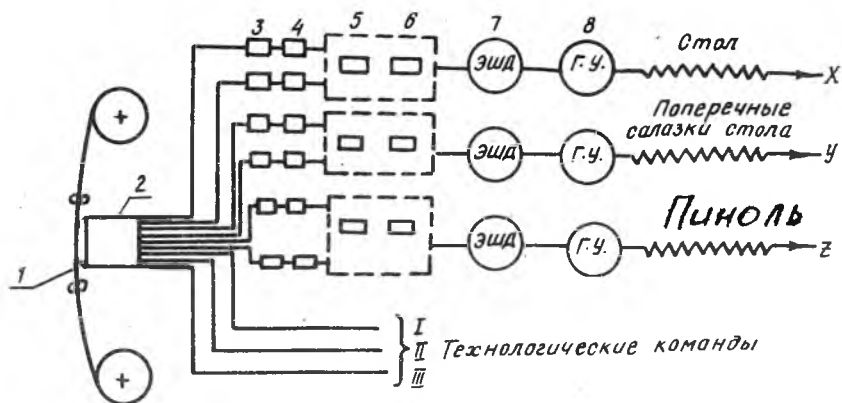 3 4 5 6 7 8
ЭШД Г.У. Стол X
2
ЭШД Г.У. Поперечные
салазки стола У
ЭШД Г.У. Пиноль Z
1
I
II Технологические команды
III